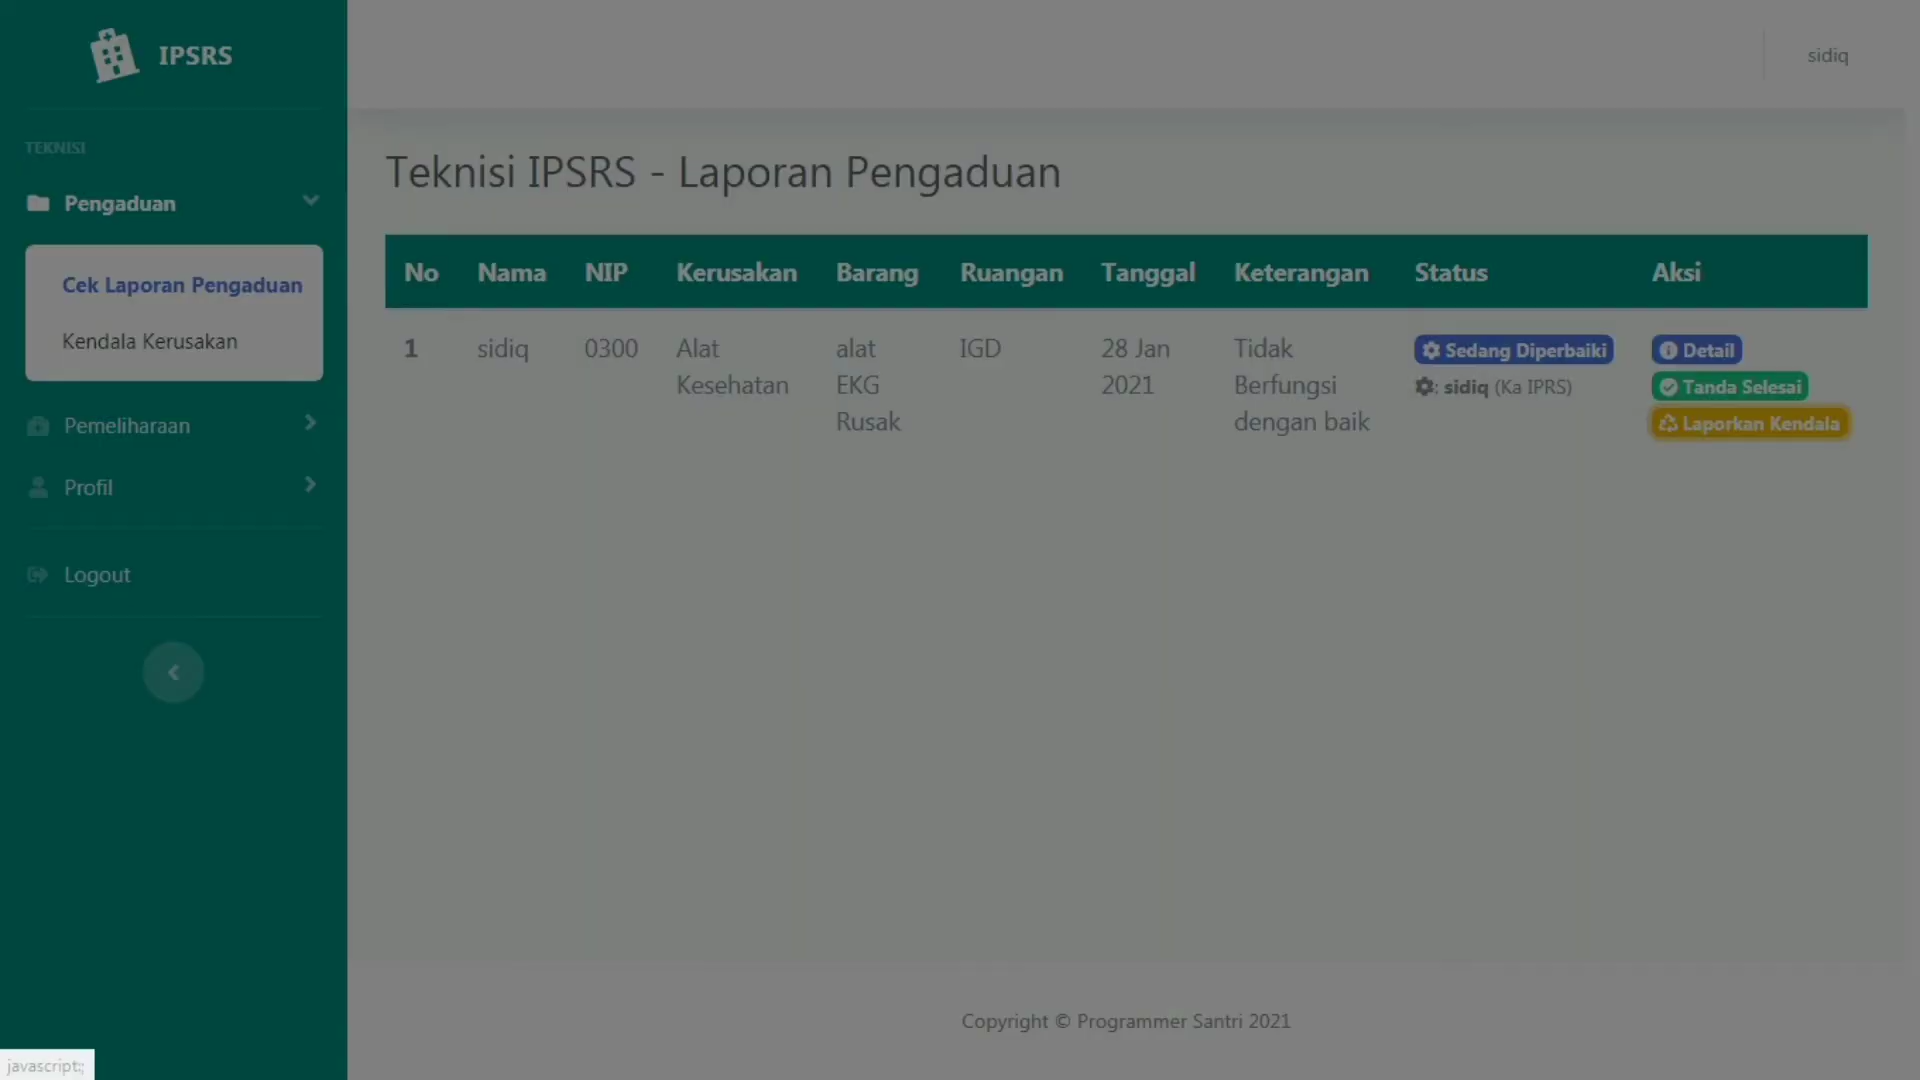 IPSRS
sidiq
TEKNISI
Pengaduan
Cek Laporan Pengaduan
Kendala Kerusakan
Pemeliharaan
Profil
Logout
Teknisi IPSRS - Laporan Pengaduan
No Nama NIP Kerusakan Barang Ruangan Tanggal Keterangan Status Aksi
1 sidiq 0300 Alat alat IGD 28 Jan Tidak Sedang Diperbaiki Detail
Kesehatan EKG 2021 Berfungsi : sidiq (Ka IPRS) Tanda Selesai
Rusak dengan baik Laporkan Kendala
Copyright © Programmer Santri 2021
javascript:;